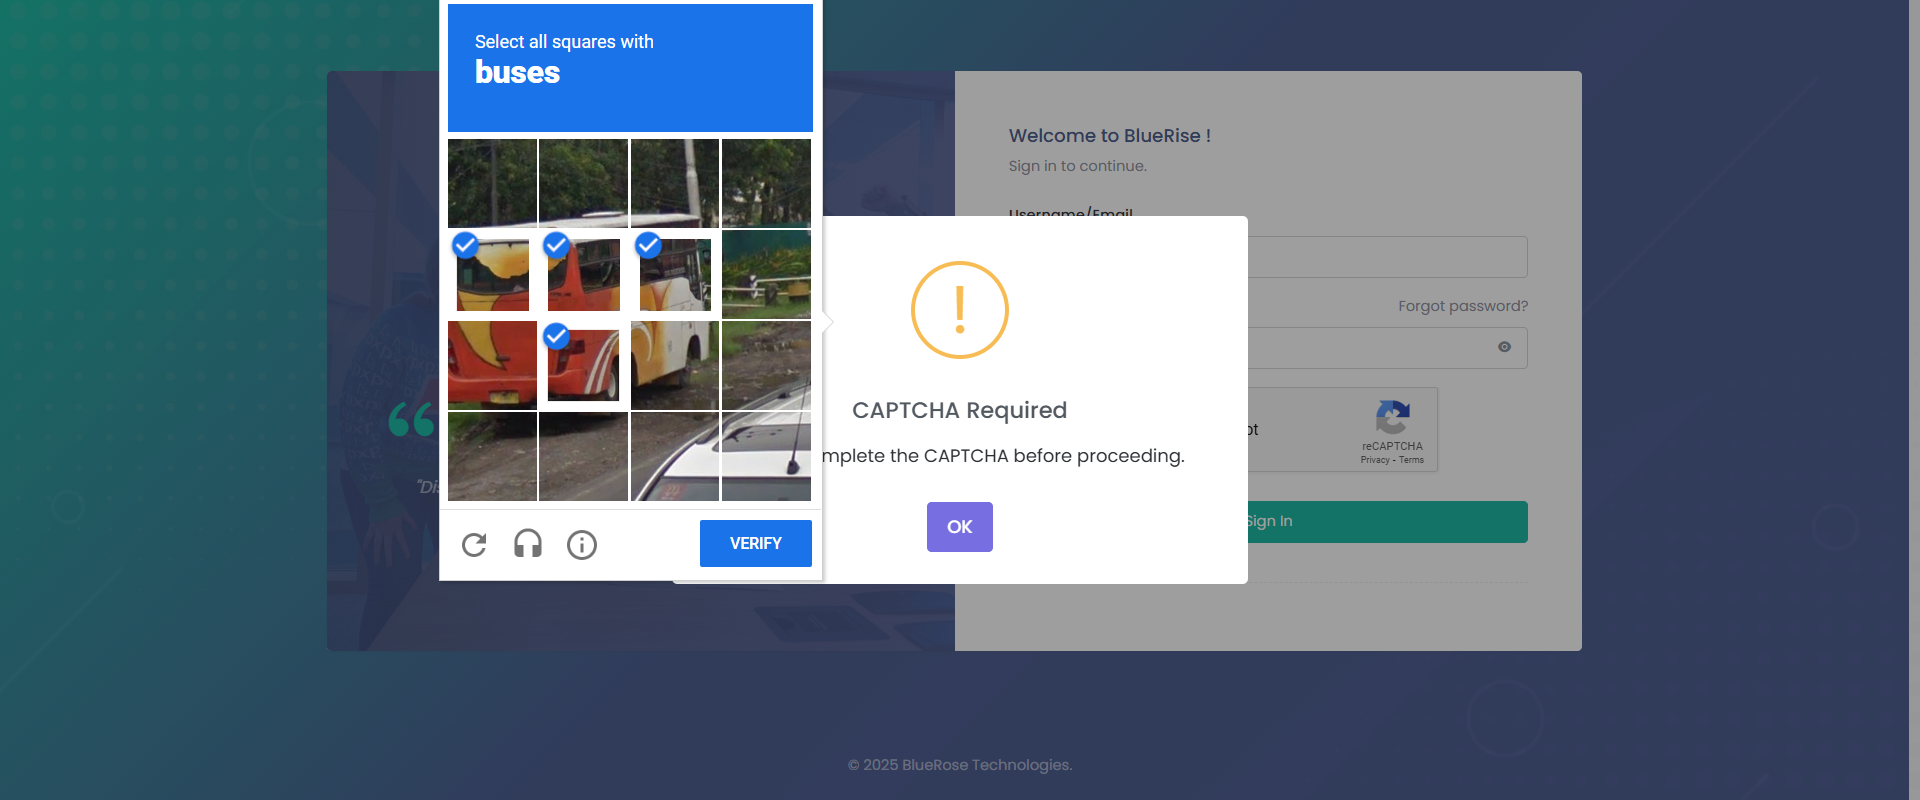 Select all squares with
buses
VERIFY
Welcome to BlueRise !
Sign in to continue.
Username/Email
Forgot password?
CAPTCHA Required
mplete the CAPTCHA before proceeding.
OK
ot
reCAPTCHA
Privacy - Terms
Sign In
“Dis
© 2025 BlueRose Technologies.